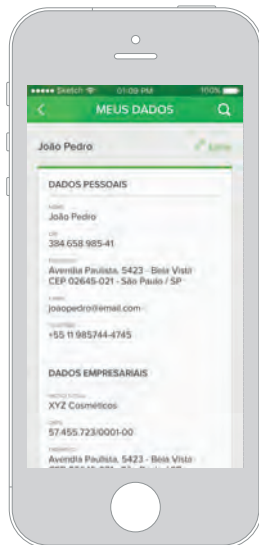 Sketch 01:09 PM 100%
MEUS DADOS
João Pedro
DADOS PESSOAIS
João Pedro
CPF
384.658.985-41
Avenida Paulista, 5423 - Bela Vista
CEP 02645-021 - São Paulo / SP
joaopedro@email.com
+55 11 985744-4745
DADOS EMPRESARIAIS
XYZ Cosméticos
CNPJ
57.455.723/0001-00
Avenida Paulista, 5423 - Bela Vista